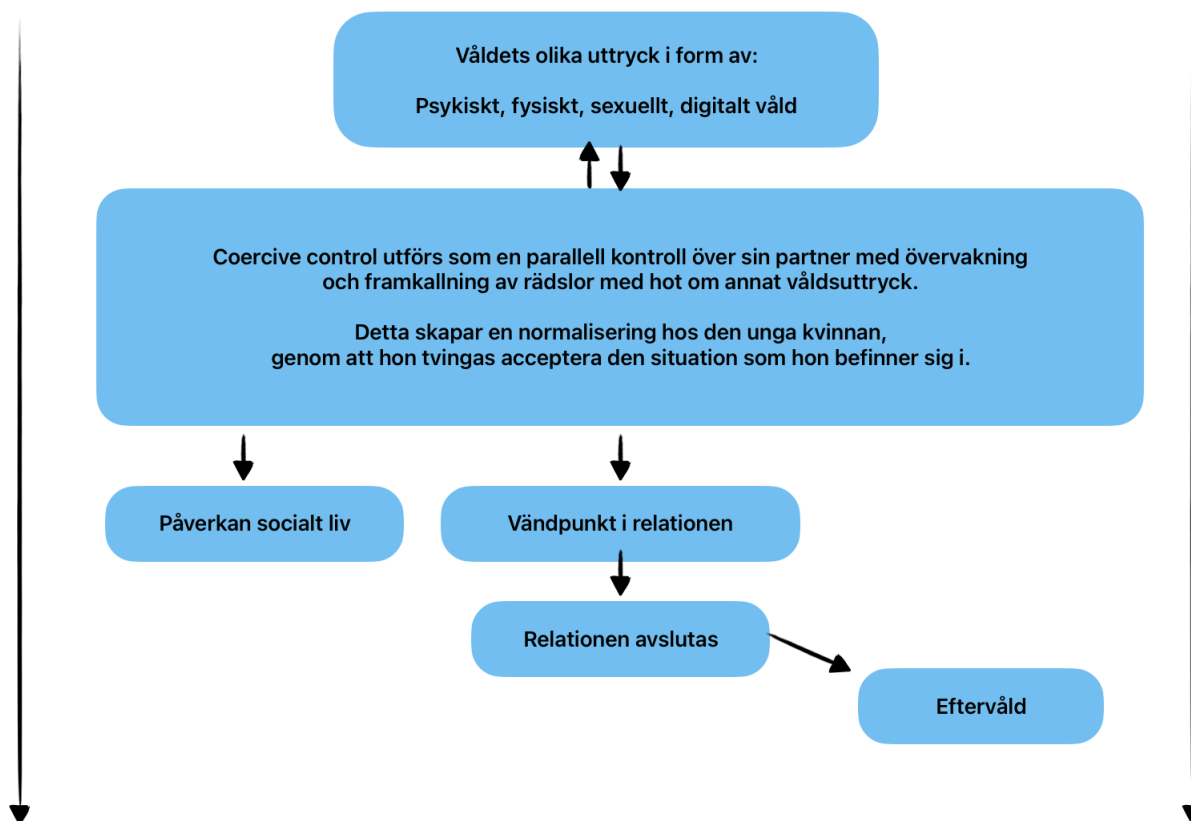 Våldets olika uttryck i form av:
Psykiskt, fysiskt, sexuellt, digitalt våld
Coercive control utförs som en parallell kontroll över sin partner med övervakning
och framkallning av rädslor med hot om annat våldsuttryck.
Detta skapar en normalisering hos den unga kvinnan,
genom att hon tvingas acceptera den situation som hon befinner sig i.
Påverkan socialt liv
Vändpunkt i relationen
Relationen avslutas
Eftervåld